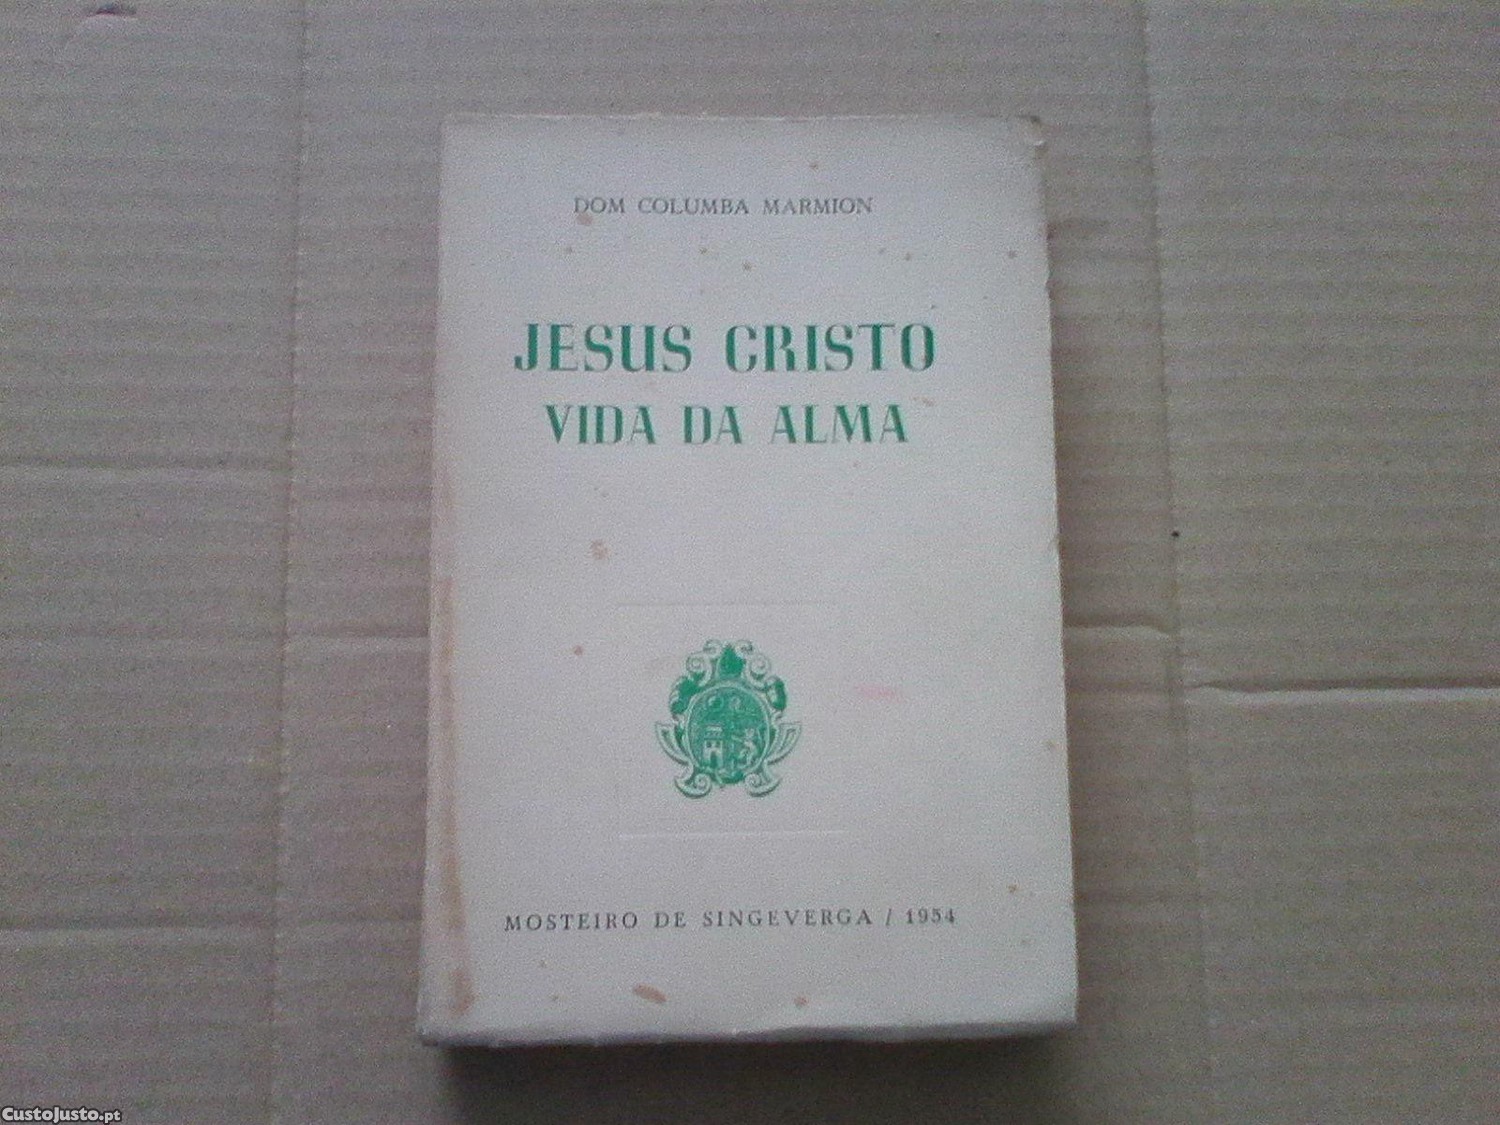 DOM COLUMBA MARMION
JESUS CRISTO
VIDA DA ALMA
MOSTEIRO DE SINGEVERGA / 1954
CustoJusto.pt